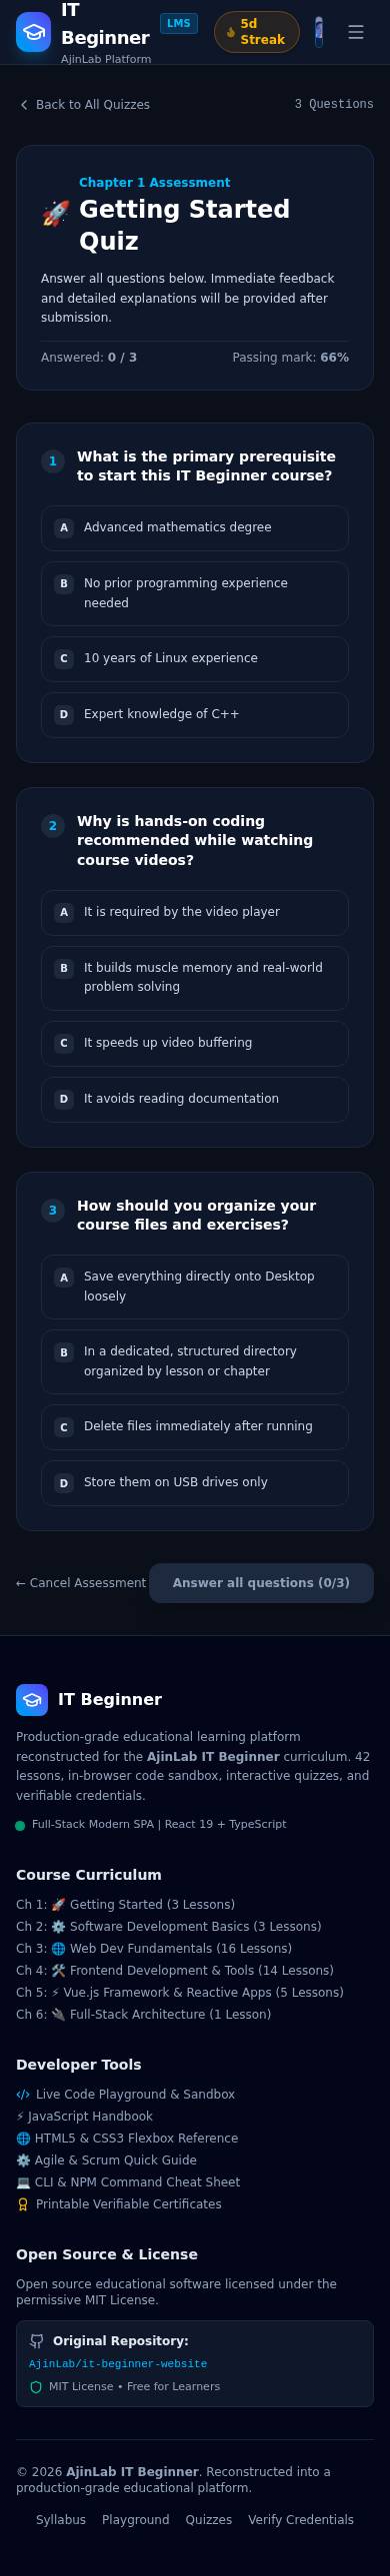 IT
Beginner
LMS
5d
Streak
AjinLab Platform
Back to All Quizzes
3 Questions
Chapter 1 Assessment
🚀 Getting Started
Quiz
Answer all questions below. Immediate feedback
and detailed explanations will be provided after
submission.
Answered: 0 / 3
Passing mark: 66%
1 What is the primary prerequisite
to start this IT Beginner course?
A Advanced mathematics degree
B No prior programming experience
needed
C 10 years of Linux experience
D Expert knowledge of C++
2 Why is hands-on coding
recommended while watching
course videos?
A It is required by the video player
B It builds muscle memory and real-world
problem solving
C It speeds up video buffering
D It avoids reading documentation
3 How should you organize your
course files and exercises?
A Save everything directly onto Desktop
loosely
B In a dedicated, structured directory
organized by lesson or chapter
C Delete files immediately after running
D Store them on USB drives only
← Cancel Assessment
Answer all questions (0/3)
IT Beginner
Production-grade educational learning platform
reconstructed for the AjinLab IT Beginner curriculum. 42
lessons, in-browser code sandbox, interactive quizzes, and
verifiable credentials.
Full-Stack Modern SPA | React 19 + TypeScript
Course Curriculum
Ch 1: 🚀 Getting Started (3 Lessons)
Ch 2: ⚙️ Software Development Basics (3 Lessons)
Ch 3: 🌐 Web Dev Fundamentals (16 Lessons)
Ch 4: 🛠️ Frontend Development & Tools (14 Lessons)
Ch 5: ⚡ Vue.js Framework & Reactive Apps (5 Lessons)
Ch 6: 🔌 Full-Stack Architecture (1 Lesson)
Developer Tools
Live Code Playground & Sandbox
⚡ JavaScript Handbook
🌐 HTML5 & CSS3 Flexbox Reference
⚙️ Agile & Scrum Quick Guide
💻 CLI & NPM Command Cheat Sheet
Printable Verifiable Certificates
Open Source & License
Open source educational software licensed under the
permissive MIT License.
Original Repository:
AjinLab/it-beginner-website
MIT License • Free for Learners
© 2026 AjinLab IT Beginner. Reconstructed into a
production-grade educational platform.
Syllabus Playground Quizzes Verify Credentials